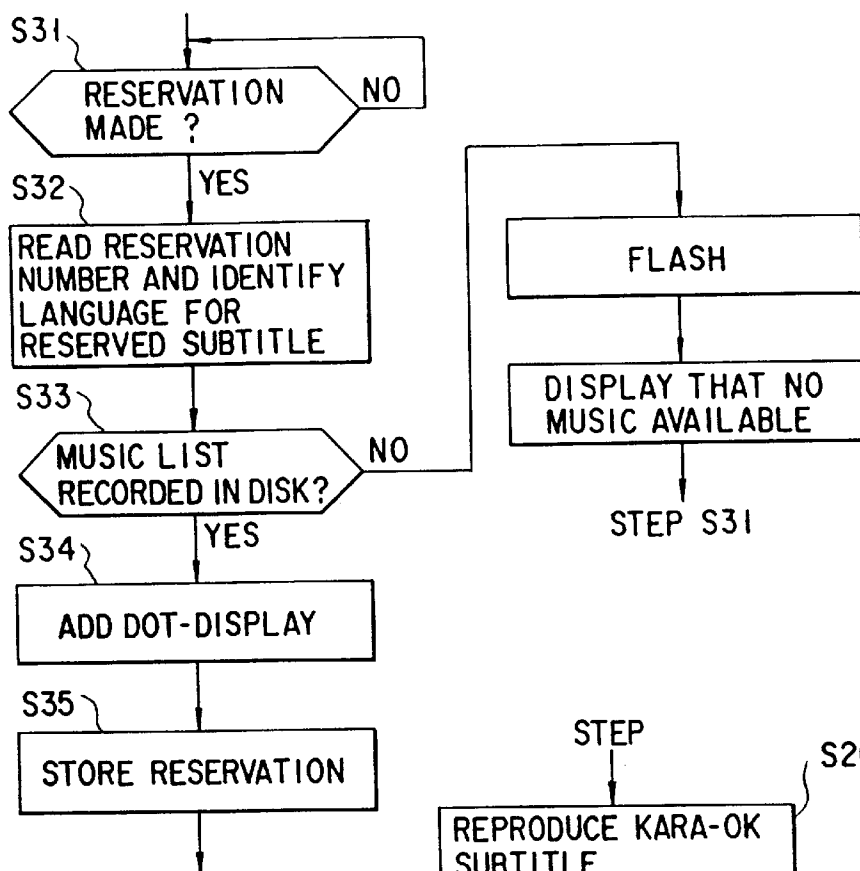 S31
RESERVATION
MADE ?
NO
YES
S32
READ RESERVATION
NUMBER AND IDENTIFY
LANGUAGE FOR
RESERVED SUBTITLE
S33
MUSIC LIST
RECORDED IN DISK?
NO
YES
S34
ADD DOT-DISPLAY
S35
STORE RESERVATION
FLASH
DISPLAY THAT NO
MUSIC AVAILABLE
STEP S31
STEP
REPRODUCE KARA-OK
SUBTITLE